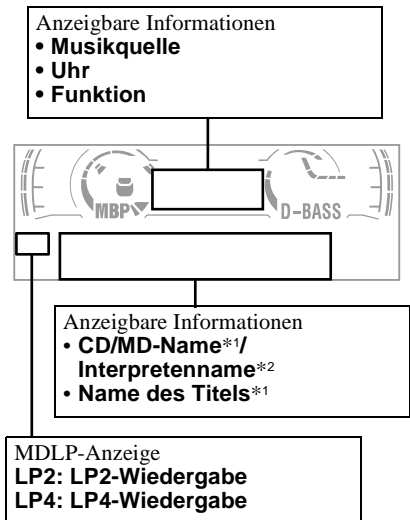 Anzeigbare Informationen
• Musikquelle
• Uhr
• Funktion
MBP
D-BASS
Anzeigbare Informationen
• CD/MD-Name*1/
Interpretenname*2
• Name des Titels*1
MDLP-Anzeige
LP2: LP2-Wiedergabe
LP4: LP4-Wiedergabe